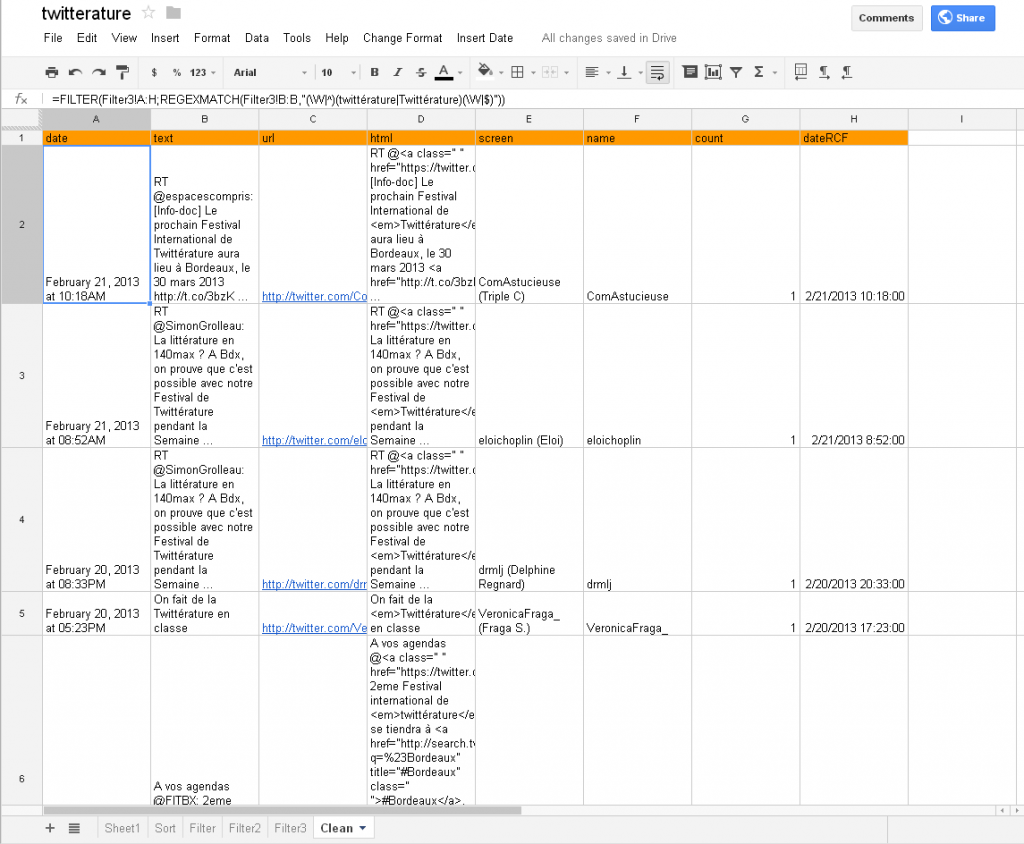 twitterature
Comments
Share
File Edit View Insert Format Data Tools Help Change Format Insert Date All changes saved in Drive
$ % 123 Arial 10 B I S A Σ
fx =FILTER(Filter3!A:H;REGEXMATCH(Filter3!B:B,"(\W|^)(twittérature|Twittérature)(\W|$)"))
A B C D E F G H I
1 date text url html screen name count dateRCF
2
February 21, 2013
at 10:18AM
RT
@espacescompris:
[Info-doc] Le
prochain Festival
International de
Twittérature aura
lieu à Bordeaux, le
30 mars 2013
http://t.co/3bzK ...
http://twitter.com/Co
RT @<a class=" "
href="https://twitter.c
[Info-doc] Le
prochain Festival
International de
<em>Twittérature</e
aura lieu à
Bordeaux, le 30
mars 2013 <a
href="http://t.co/3bzl
...
ComAstucieuse
(Triple C)
ComAstucieuse
1
2/21/2013 10:18:00
3
February 21, 2013
at 08:52AM
RT
@SimonGrolleau:
La littérature en
140max ? A Bdx,
on prouve que c'est
possible avec notre
Festival de
Twittérature
pendant la
Semaine ...
http://twitter.com/elo
RT @<a class=" "
href="https://twitter.c
La littérature en
140max ? A Bdx,
on prouve que c'est
possible avec notre
Festival de
<em>Twittérature</e
pendant la
Semaine ...
eloichoplin (Eloi)
eloichoplin
1
2/21/2013 8:52:00
4
February 20, 2013
at 08:33PM
RT
@SimonGrolleau:
La littérature en
140max ? A Bdx,
on prouve que c'est
possible avec notre
Festival de
Twittérature
pendant la
Semaine ...
http://twitter.com/drr
RT @<a class=" "
href="https://twitter.c
La littérature en
140max ? A Bdx,
on prouve que c'est
possible avec notre
Festival de
<em>Twittérature</e
pendant la
Semaine ...
drmlj (Delphine
Regnard)
drmlj
1
2/20/2013 20:33:00
5
February 20, 2013
at 05:23PM
On fait de la
Twittérature en
classe
http://twitter.com/Ve
On fait de la
<em>Twittérature</e
en classe
VeronicaFraga_
(Fraga S.)
VeronicaFraga_
1
2/20/2013 17:23:00
6
A vos agendas
@FITBX: 2eme
A vos agendas
@<a class=" "
href="https://twitter.c
2eme Festival
international de
<em>twittérature</e
se tiendra à <a
href="http://search.tv
q=%23Bordeaux"
title="#Bordeaux"
class="
">#Bordeaux</a>,
+ Sheet1 Sort Filter Filter2 Filter3 Clean